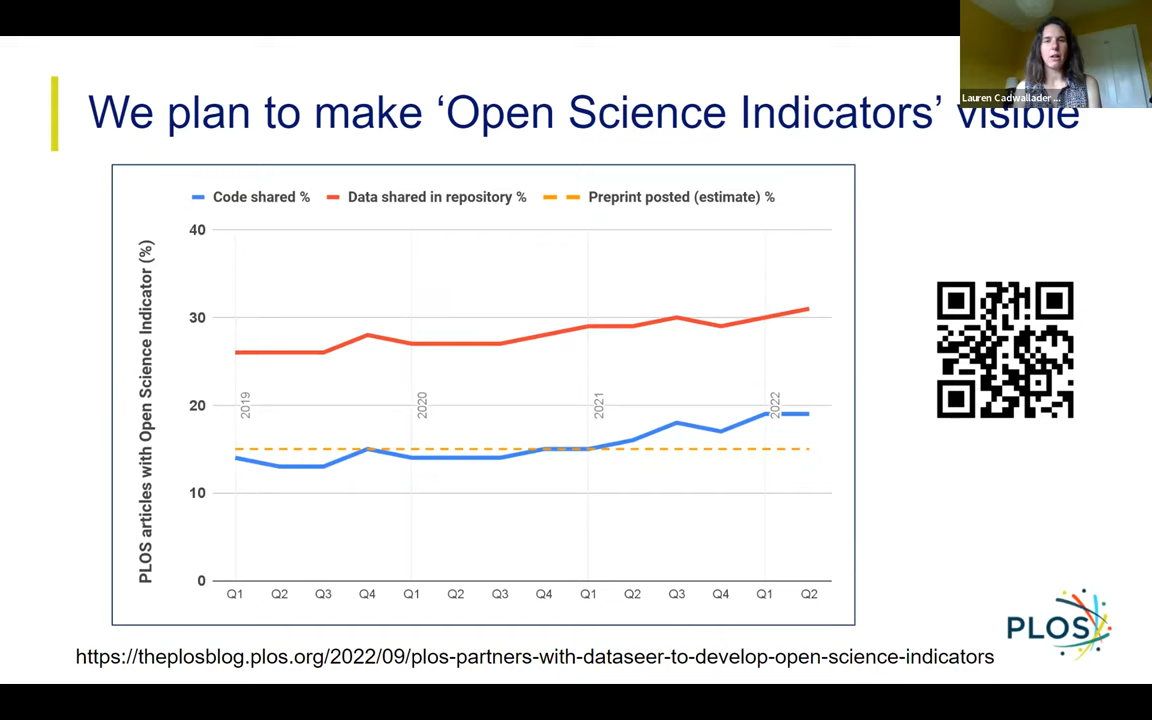 We plan to make ‘Open Science Indicators’ visible
Lauren Cadwallader ...
Code shared % Data shared in repository % Preprint posted (estimate) %
PLOS articles with Open Science Indicator (%)
40
30
20
10
0
2019 2020 2021 2022
Q1 Q2 Q3 Q4 Q1 Q2 Q3 Q4 Q1 Q2 Q3 Q4 Q1 Q2
PLOS
https://theplosblog.plos.org/2022/09/plos-partners-with-dataseer-to-develop-open-science-indicators